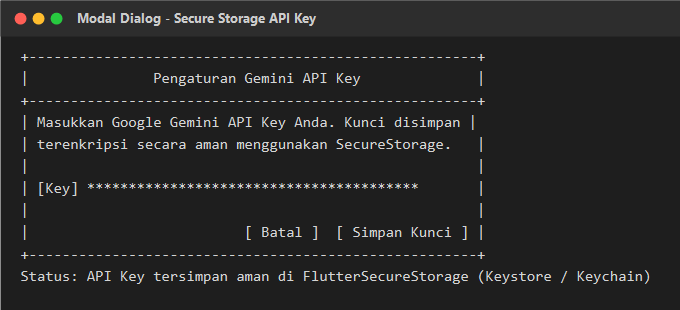 Modal Dialog - Secure Storage API Key
+------------------------------------------------------+
|               Pengaturan Gemini API Key              |
+------------------------------------------------------+
| Masukkan Google Gemini API Key Anda. Kunci disimpan |
| terenkripsi secara aman menggunakan SecureStorage.   |
|                                                      |
| [Key] ****************************************       |
|                                                      |
|                          [ Batal ]  [ Simpan Kunci ] |
+------------------------------------------------------+
Status: API Key tersimpan aman di FlutterSecureStorage (Keystore / Keychain)